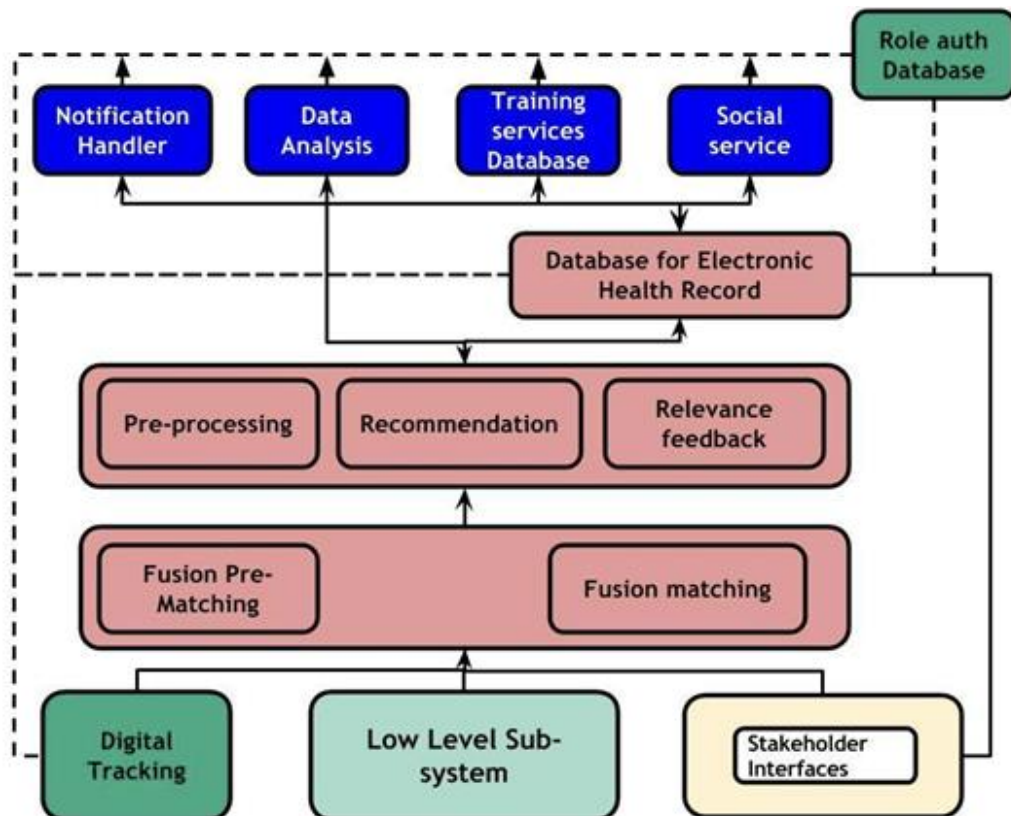 Role auth
Database
Notification
Handler
Data
Analysis
Training
services
Database
Social
service
Database for Electronic
Health Record
Pre-processing
Recommendation
Relevance
feedback
Fusion Pre-
Matching
Fusion matching
Digital
Tracking
Low Level Sub-
system
Stakeholder
Interfaces